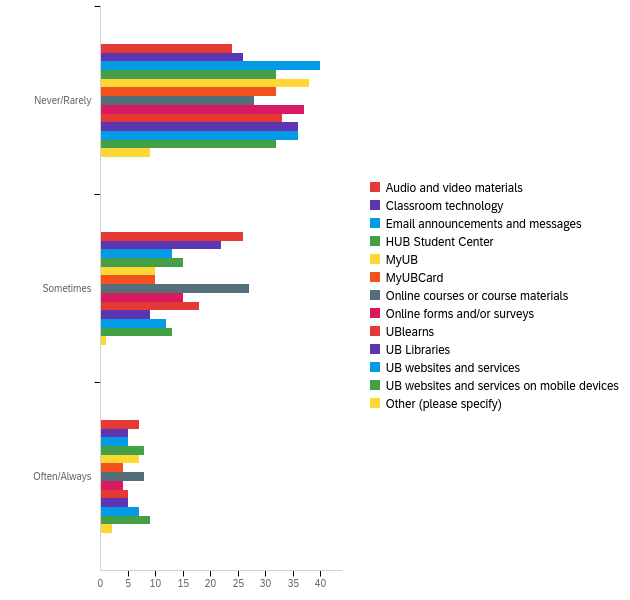 Never/Rarely
Sometimes
Often/Always
0 5 10 15 20 25 30 35 40
Audio and video materials
Classroom technology
Email announcements and messages
HUB Student Center
MyUB
MyUBCard
Online courses or course materials
Online forms and/or surveys
UBlearns
UB Libraries
UB websites and services
UB websites and services on mobile devices
Other (please specify)